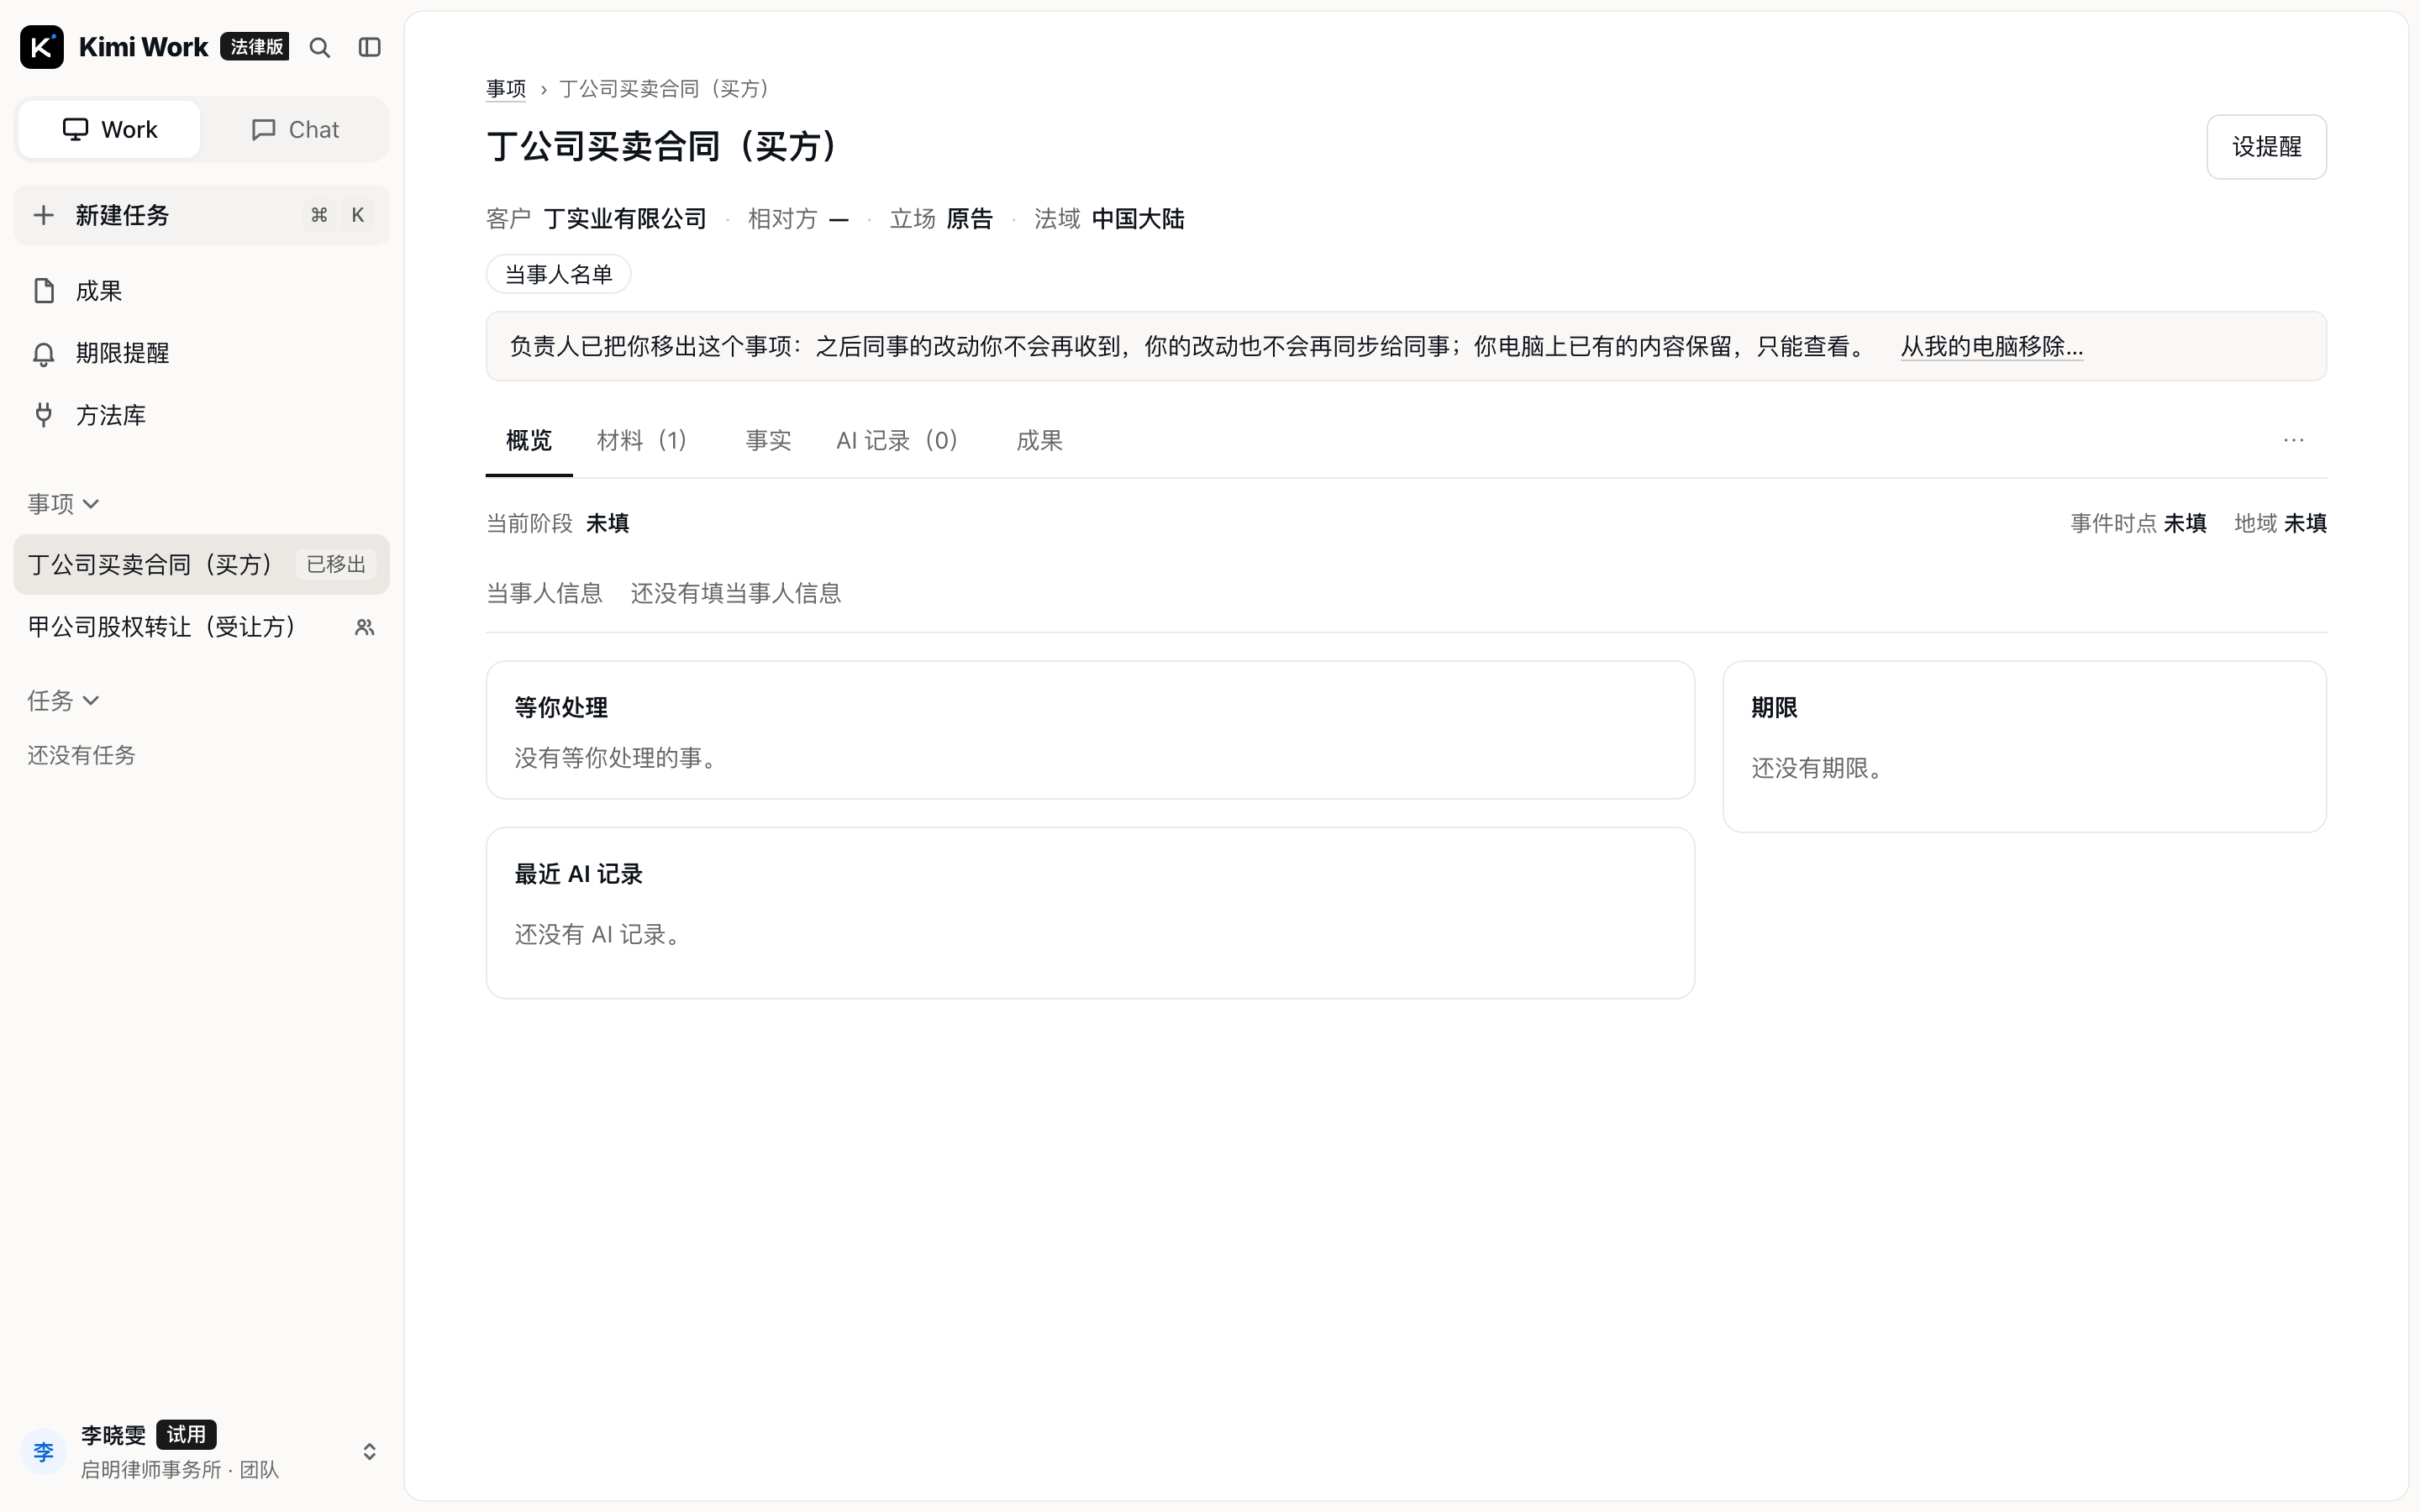 Kimi Work 法律版
Work
Chat
新建任务 ⌘ K
成果
期限提醒
方法库
事项
丁公司买卖合同（买方） 已移出
甲公司股权转让（受让方）
任务
还没有任务
李 李晓雯 试用
启明律师事务所 · 团队
事项 › 丁公司买卖合同（买方）
丁公司买卖合同（买方）
设提醒
客户 丁实业有限公司 · 相对方 — · 立场 原告 · 法域 中国大陆
当事人名单
负责人已把你移出这个事项：之后同事的改动你不会再收到，你的改动也不会再同步给同事；你电脑上已有的内容保留，只能查看。 从我的电脑移除...
概览 材料（1） 事实 AI 记录（0） 成果 ···
当前阶段 未填 事件时点 未填 地域 未填
当事人信息 还没有填当事人信息
等你处理
没有等你处理的事。
期限
还没有期限。
最近 AI 记录
还没有 AI 记录。